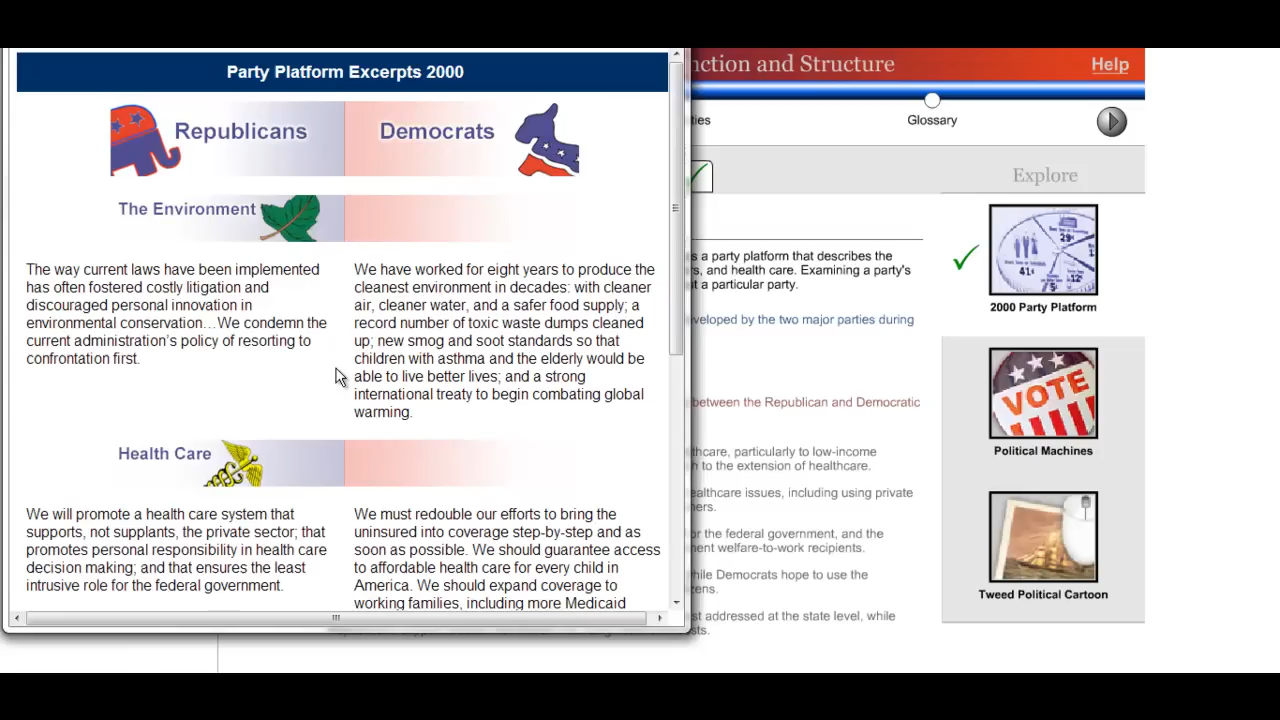 Party Platform Excerpts 2000
Republicans
Democrats
The Environment
The way current laws have been implemented
has often fostered costly litigation and
discouraged personal innovation in
environmental conservation…We condemn the
current administration's policy of resorting to
confrontation first.
We have worked for eight years to produce the
cleanest environment in decades: with cleaner
air, cleaner water, and a safer food supply; a
record number of toxic waste dumps cleaned
up; new smog and soot standards so that
children with asthma and the elderly would be
able to live better lives; and a strong
international treaty to begin combating global
warming.
Health Care
We will promote a health care system that
supports, not supplants, the private sector; that
promotes personal responsibility in health care
decision making; and that ensures the least
intrusive role for the federal government.
We must redouble our efforts to bring the
uninsured into coverage step-by-step and as
soon as possible. We should guarantee access
to affordable health care for every child in
America. We should expand coverage to
working families, including more Medicaid
and Structure
Help
Glossary
a party platform that describes the
and health care. Examining a party's
a particular party.
developed by the two major parties during
between the Republican and Democratic
particularly to low-income
to the extension of healthcare.
healthcare issues, including using private
for the federal government, and the
welfare-to-work recipients.
while Democrats hope to use the
addressed at the state level, while
Explore
29¢
41¢
12¢
2000 Party Platform
VOTE
Political Machines
Tweed Political Cartoon